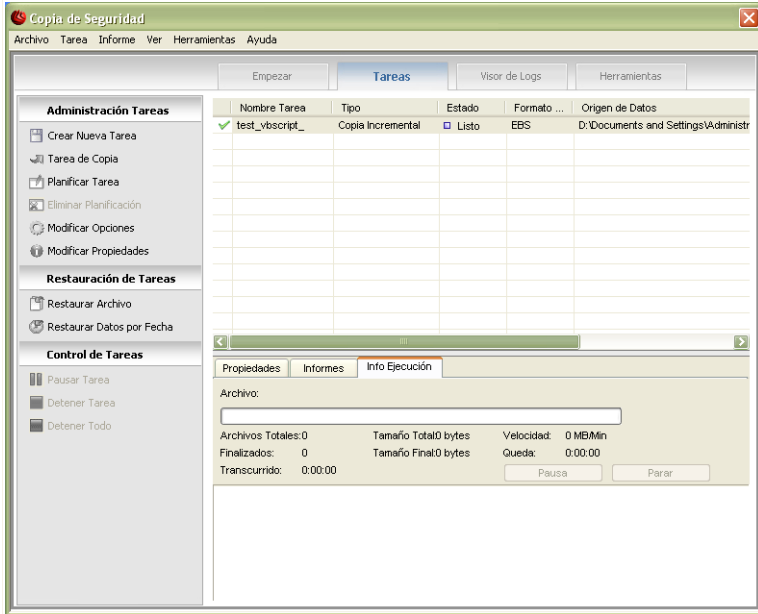 Copia de Seguridad
Archivo Tarea Informe Ver Herramientas Ayuda
Empezar Tareas Visor de Logs Herramientas
Administración Tareas
Crear Nueva Tarea
Tarea de Copia
Planificar Tarea
Eliminar Planificación
Modificar Opciones
Modificar Propiedades
Restauración de Tareas
Restaurar Archivo
Restaurar Datos por Fecha
Control de Tareas
Pausar Tarea
Detener Tarea
Detener Todo
Nombre Tarea Tipo Estado Formato ... Origen de Datos
test_vbscript_ Copia Incremental Listo EBS D:\Documents and Settings\Administr
Propiedades Informes Info Ejecución
Archivo:
Archivos Totales:0 Tamaño Total:0 bytes Velocidad: 0 MB/Min
Finalizados: 0 Tamaño Final:0 bytes Queda: 0:00:00
Transcurrido: 0:00:00 Pausa Parar